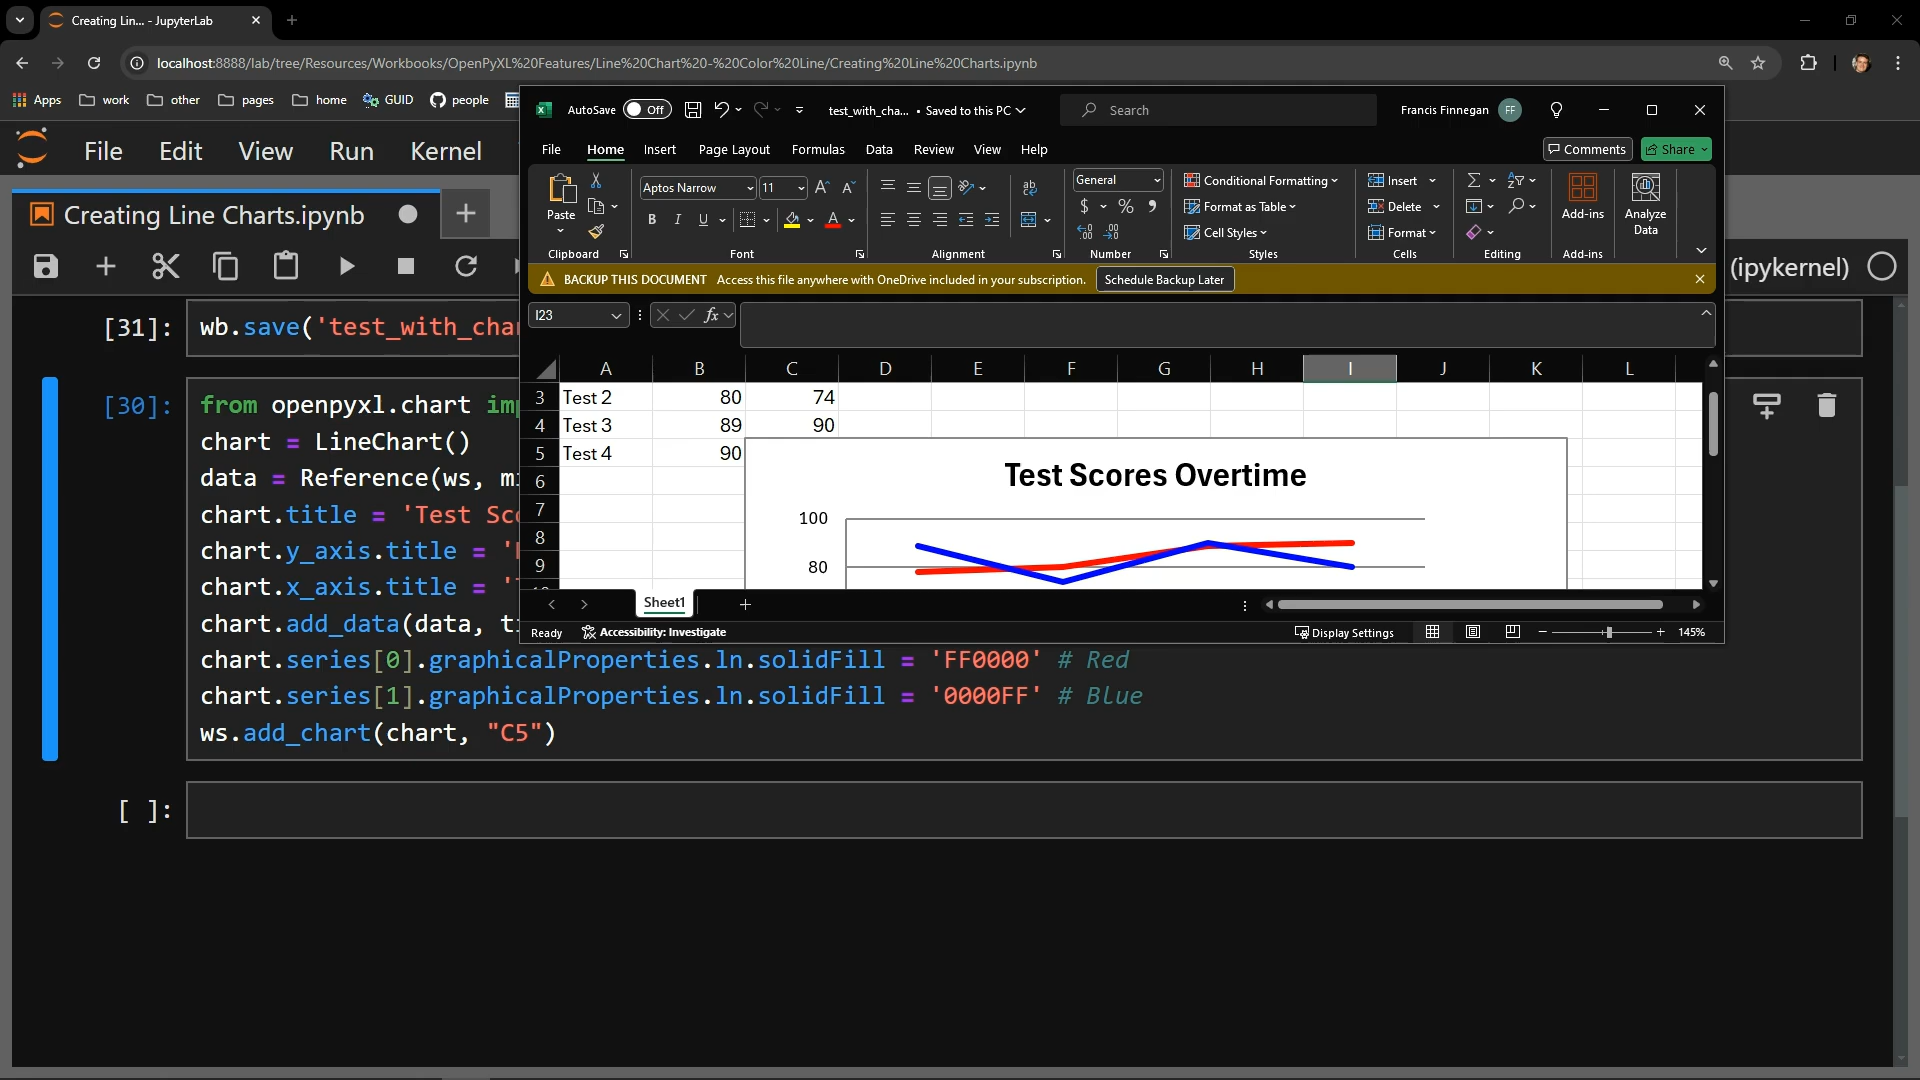 Creating Lin... - JupyterLab
localhost:8888/lab/tree/Resources/Workbooks/OpenPyXL%20Features/Line%20Chart%20-%20Color%20Line/Creating%20Line%20Charts.ipynb
Apps work other pages home GUID people
AutoSave Off test_with_cha... • Saved to this PC Search Francis Finnegan FF
File Edit View Run Kernel
File Home Insert Page Layout Formulas Data Review View Help Comments Share
Paste Aptos Narrow 11 General Conditional Formatting Format as Table Cell Styles Insert Delete Format Add-ins Analyze Data
Clipboard Font Alignment Number Styles Cells Editing Add-ins
Creating Line Charts.ipynb
(ipykernel)
BACKUP THIS DOCUMENT Access this file anywhere with OneDrive included in your subscription. Schedule Backup Later
I23 fx
A B C D E F G H I J K L
3 Test 2 80 74
4 Test 3 89 90
5 Test 4 90
6
7
8
9
Test Scores Overtime
100
80
Sheet1
Ready Accessibility: Investigate Display Settings 145%
[31]: wb.save('test_with_cha
[30]: from openpyxl.chart im
chart = LineChart()
data = Reference(ws, mi
chart.title = 'Test Sc
chart.y_axis.title = '
chart.x_axis.title = '
chart.add_data(data, ti
chart.series[0].graphicalProperties.ln.solidFill = 'FF0000' # Red
chart.series[1].graphicalProperties.ln.solidFill = '0000FF' # Blue
ws.add_chart(chart, "C5")
[ ]: